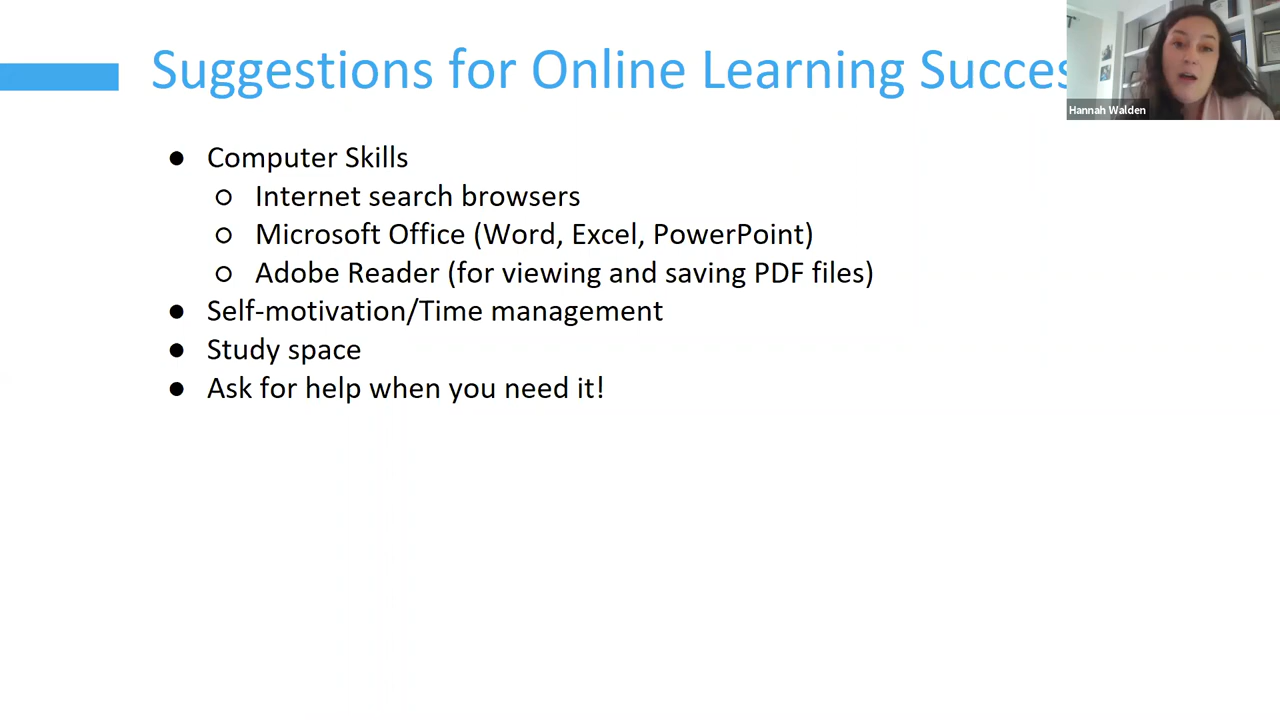 Suggestions for Online Learning Succes
Hannah Walden
● Computer Skills
○ Internet search browsers
○ Microsoft Office (Word, Excel, PowerPoint)
○ Adobe Reader (for viewing and saving PDF files)
● Self-motivation/Time management
● Study space
● Ask for help when you need it!